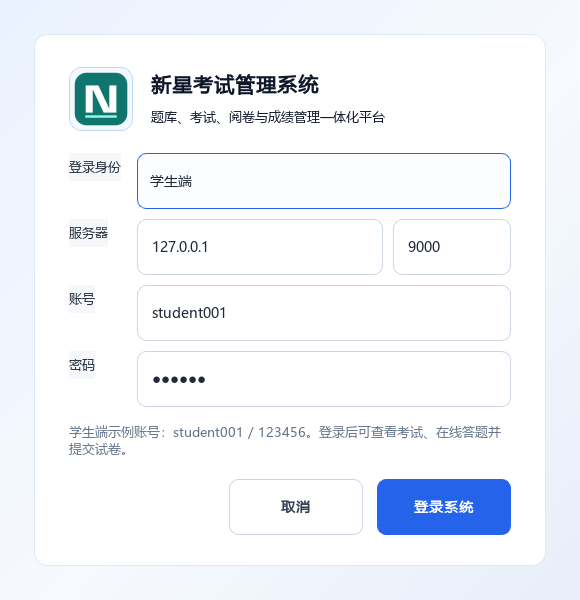 N
新星考试管理系统
题库、考试、阅卷与成绩管理一体化平台
登录身份
学生端
服务器
127.0.0.1
9000
账号
student001
密码
●●●●●●
学生端示例账号：student001 / 123456。登录后可查看考试、在线答题并
提交试卷。
取消
登录系统